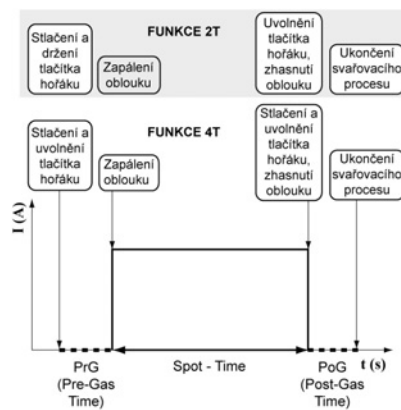 FUNKCE 2T
Stlačení a
držení
tlačítka
hořáku
Zapálení
oblouku
Uvolnění
tlačítka
hořáku,
zhasnutí
oblouku
Ukončení
svařovacího
procesu
FUNKCE 4T
Stlačení a
uvolnění
tlačítka
hořáku
Zapálení
oblouku
Stlačení a
uvolnění
tlačítka
hořáku,
zhasnutí
oblouku
Ukončení
svařovacího
procesu
I (A)
PrG
(Pre-Gas
Time)
Spot - Time
PoG
(Post-Gas
Time)
t (s)